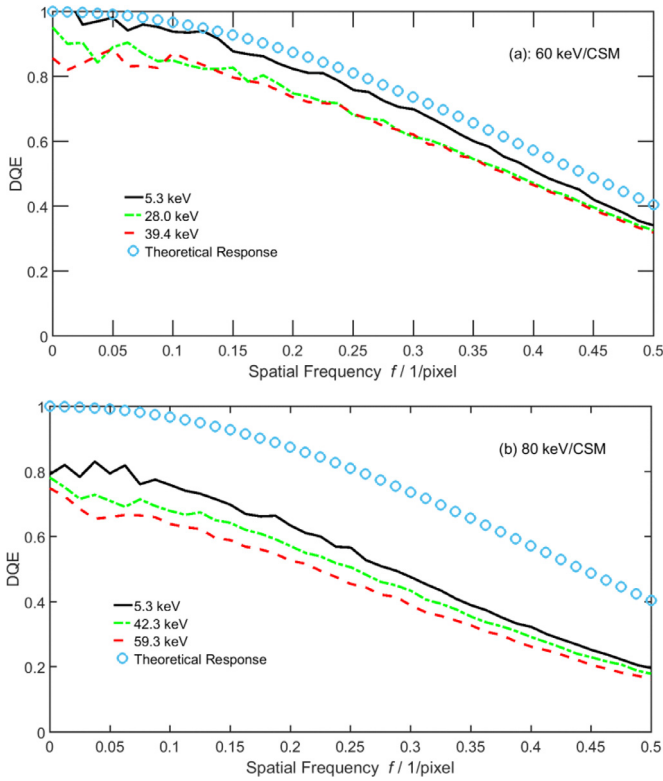 1
0.8
0.6
0.4
0.2
0
DQE
(a): 60 keV/CSM
5.3 keV
28.0 keV
39.4 keV
Theoretical Response
0 0.05 0.1 0.15 0.2 0.25 0.3 0.35 0.4 0.45 0.5
Spatial Frequency f / 1/pixel
1
0.8
0.6
0.4
0.2
0
DQE
(b) 80 keV/CSM
5.3 keV
42.3 keV
59.3 keV
Theoretical Response
0 0.05 0.1 0.15 0.2 0.25 0.3 0.35 0.4 0.45 0.5
Spatial Frequency f / 1/pixel